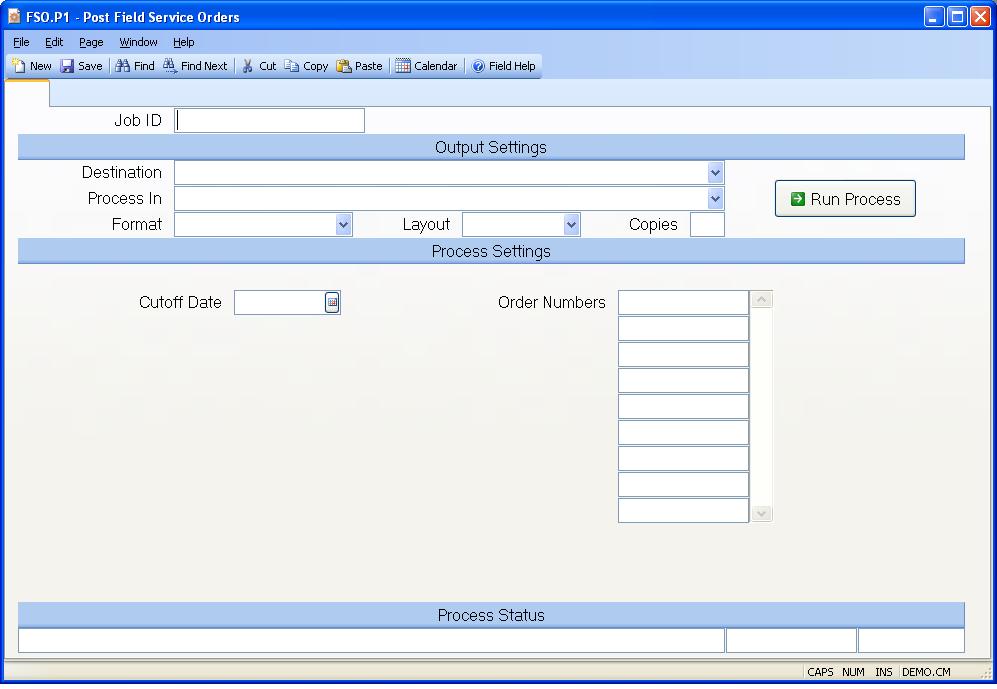 FSO.P1 - Post Field Service Orders
File Edit Page Window Help
New Save Find Find Next Cut Copy Paste Calendar Field Help
Job ID
Output Settings
Destination
Process In
Run Process
Format Layout Copies
Process Settings
Cutoff Date Order Numbers
Process Status
CAPS NUM INS DEMO.CM